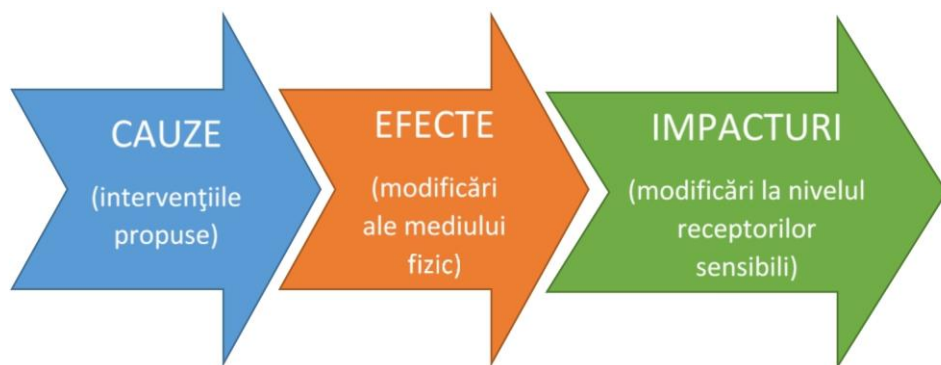 CAUZE
(intervenţiile
propuse)
EFECTE
(modificări
ale mediului
fizic)
IMPACTURI
(modificări la nivelul
receptorilor
sensibili)